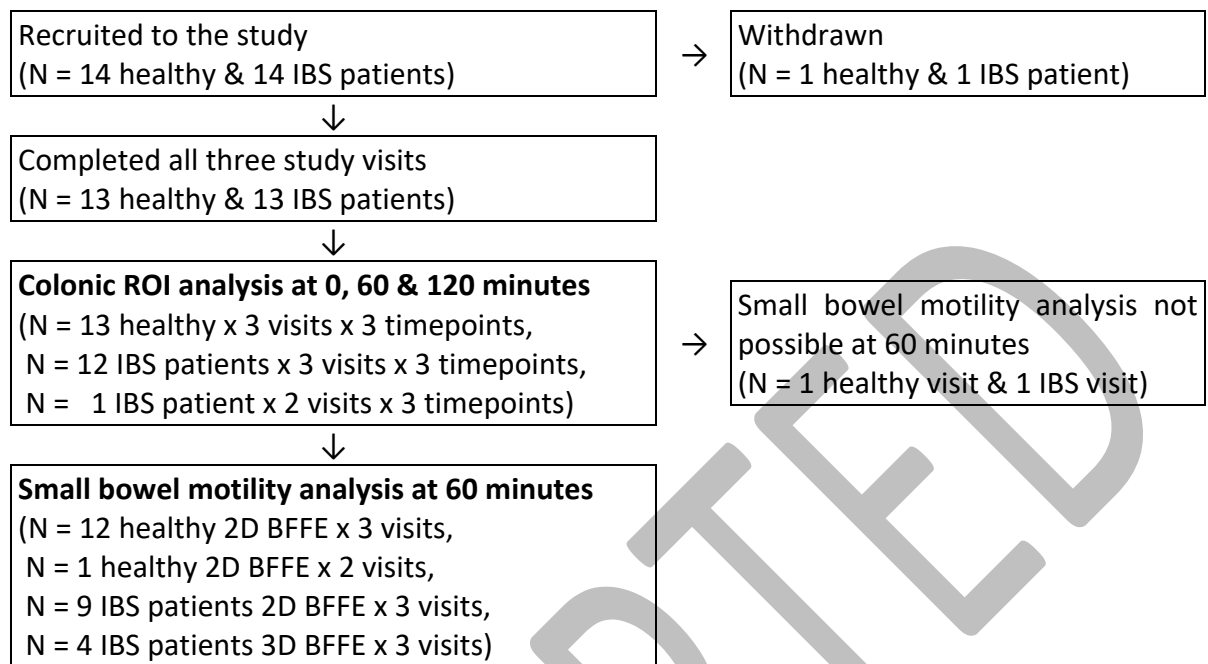 Recruited to the study
(N = 14 healthy & 14 IBS patients)
→
Withdrawn
(N = 1 healthy & 1 IBS patient)
↓
Completed all three study visits
(N = 13 healthy & 13 IBS patients)
↓
Colonic ROI analysis at 0, 60 & 120 minutes
(N = 13 healthy x 3 visits x 3 timepoints,
N = 12 IBS patients x 3 visits x 3 timepoints,
N = 1 IBS patient x 2 visits x 3 timepoints)
→
Small bowel motility analysis not
possible at 60 minutes
(N = 1 healthy visit & 1 IBS visit)
↓
Small bowel motility analysis at 60 minutes
(N = 12 healthy 2D BFFE x 3 visits,
N = 1 healthy 2D BFFE x 2 visits,
N = 9 IBS patients 2D BFFE x 3 visits,
N = 4 IBS patients 3D BFFE x 3 visits)
PTED